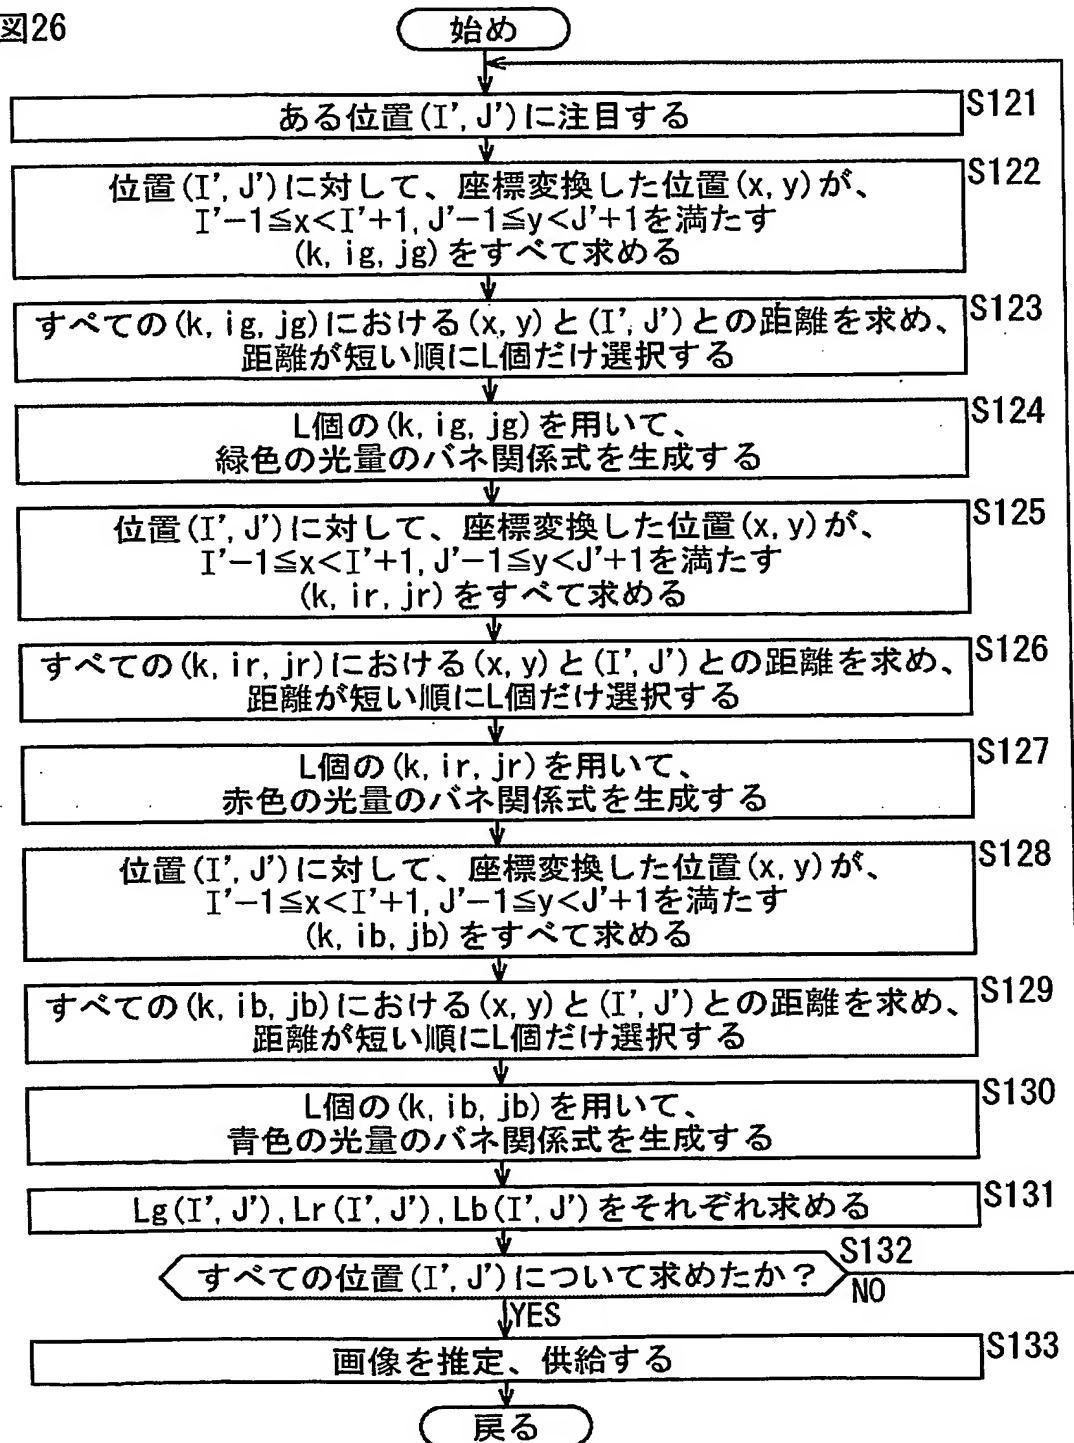 図26
始め
ある位置(I', J')に注目する
S121
位置(I', J')に対して、座標変換した位置(x, y)が、
I'-1≦x<I'+1, J'-1≦y<J'+1を満たす
(k, ig, jg)をすべて求める
S122
すべての(k, ig, jg)における(x, y)と(I', J')との距離を求め、
距離が短い順にL個だけ選択する
S123
L個の(k, ig, jg)を用いて、
緑色の光量のバネ関係式を生成する
S124
位置(I', J')に対して、座標変換した位置(x, y)が、
I'-1≦x<I'+1, J'-1≦y<J'+1を満たす
(k, ir, jr)をすべて求める
S125
すべての(k, ir, jr)における(x, y)と(I', J')との距離を求め、
距離が短い順にL個だけ選択する
S126
L個の(k, ir, jr)を用いて、
赤色の光量のバネ関係式を生成する
S127
位置(I', J')に対して、座標変換した位置(x, y)が、
I'-1≦x<I'+1, J'-1≦y<J'+1を満たす
(k, ib, jb)をすべて求める
S128
すべての(k, ib, jb)における(x, y)と(I', J')との距離を求め、
距離が短い順にL個だけ選択する
S129
L個の(k, ib, jb)を用いて、
青色の光量のバネ関係式を生成する
S130
Lg(I', J'), Lr(I', J'), Lb(I', J')をそれぞれ求める
S131
すべての位置(I', J')について求めたか？
S132
NO
YES
画像を推定、供給する
S133
戻る